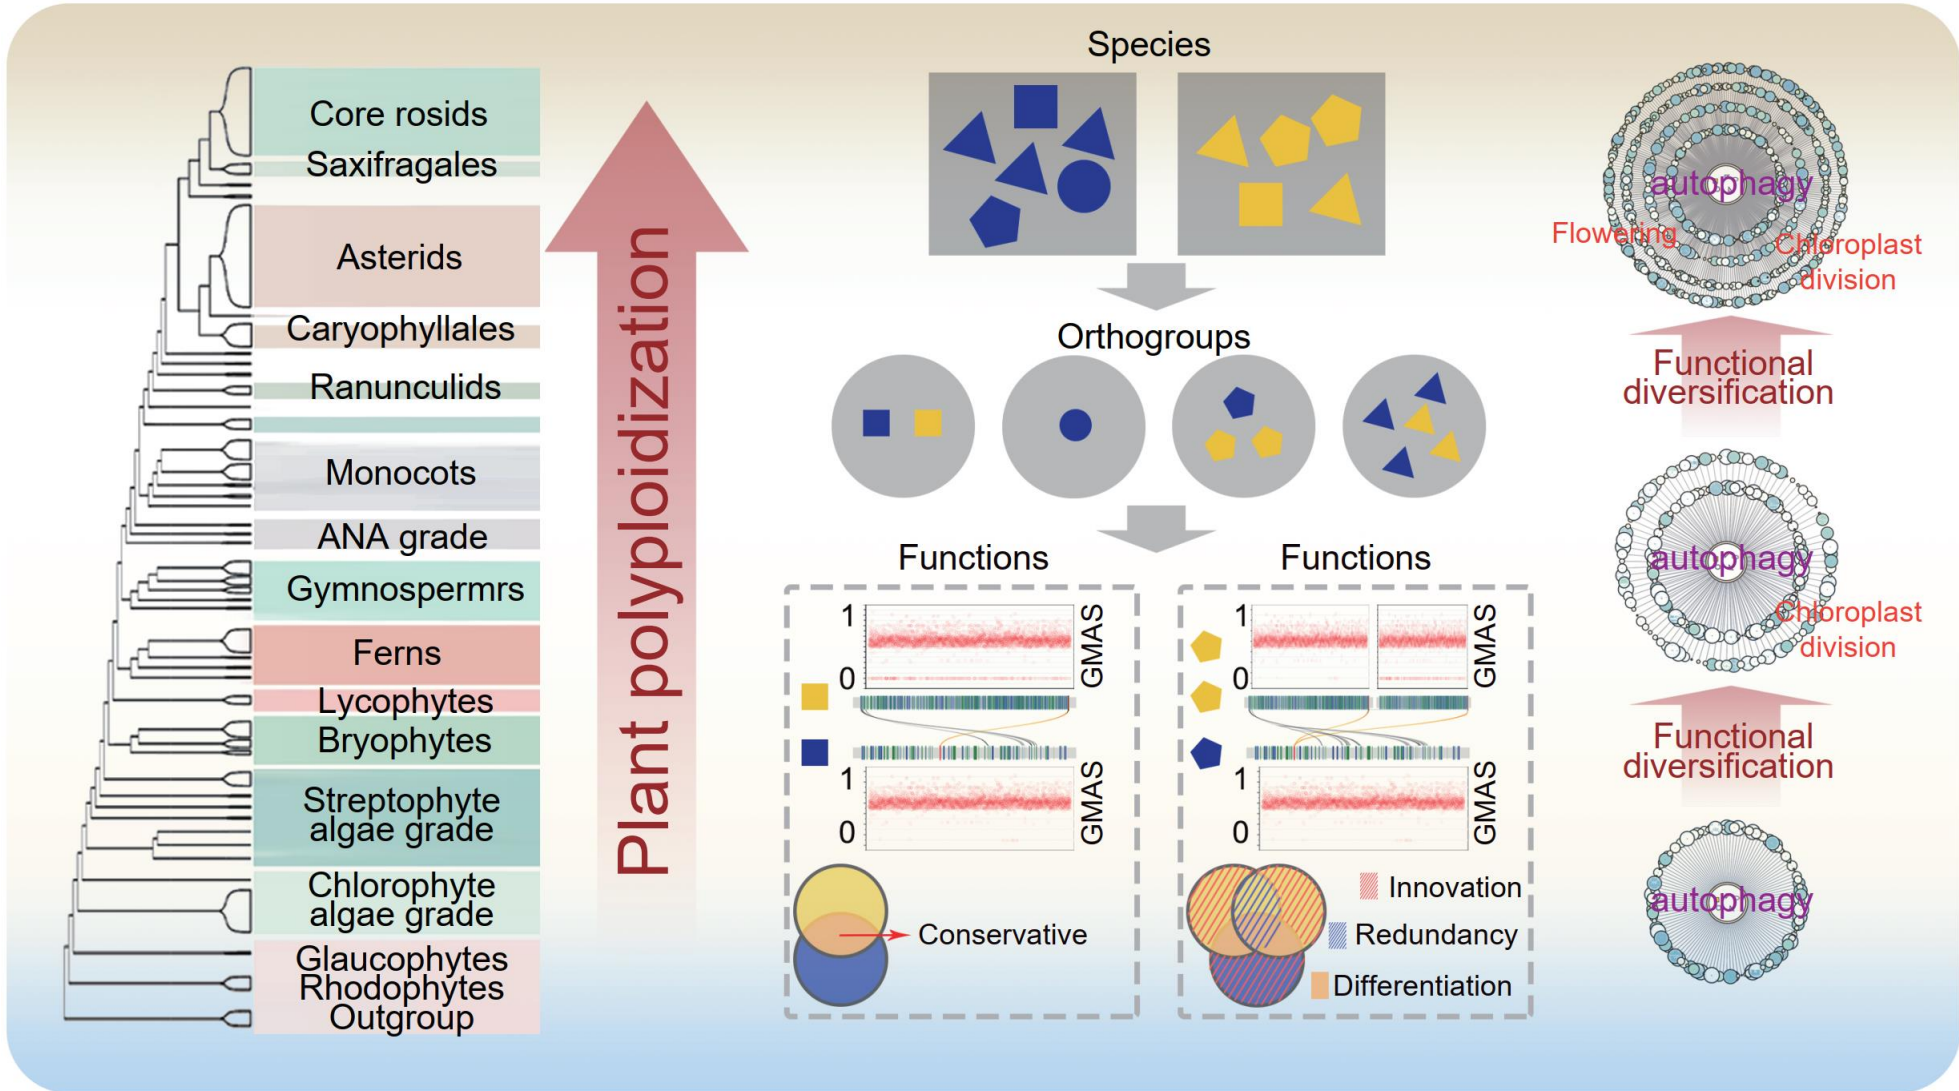 Core rosids
Saxifragales
Asterids
Caryophyllales
Ranunculids
Monocots
ANA grade
Gymnospermrs
Ferns
Lycophytes
Bryophytes
Streptophyte
algae grade
Chlorophyte
algae grade
Glaucophytes
Rhodophytes
Outgroup
Plant polyploidization
Species
Orthogroups
Functions
1
0
GMAS
1
0
GMAS
Conservative
Functions
1
0
GMAS
1
0
GMAS
Innovation
Redundancy
Differentiation
autophagy
Flowering
Chloroplast
division
Functional
diversification
autophagy
Chloroplast
division
Functional
diversification
autophagy